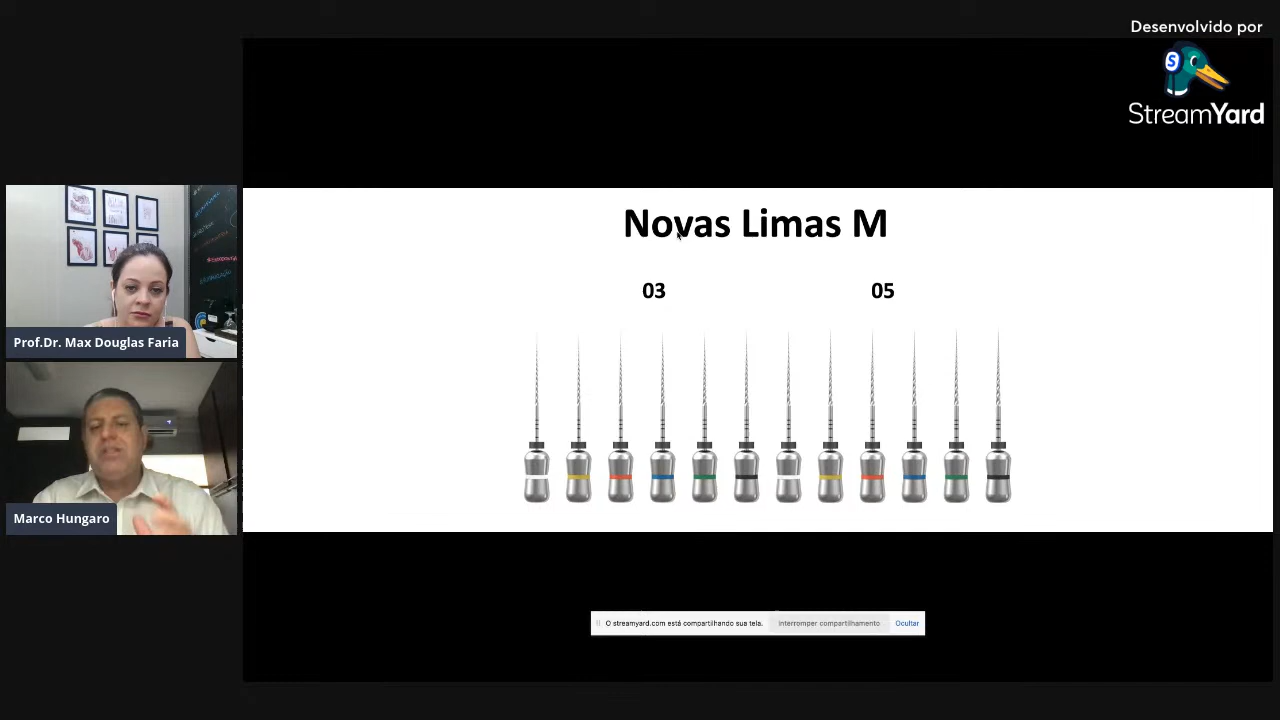 Desenvolvido por
StreamYard
Novas Limas M
03 05
Prof.Dr. Max Douglas Faria
Marco Hungaro
O streamyard.com está compartilhando sua tela. Interromper compartilhamento Ocultar